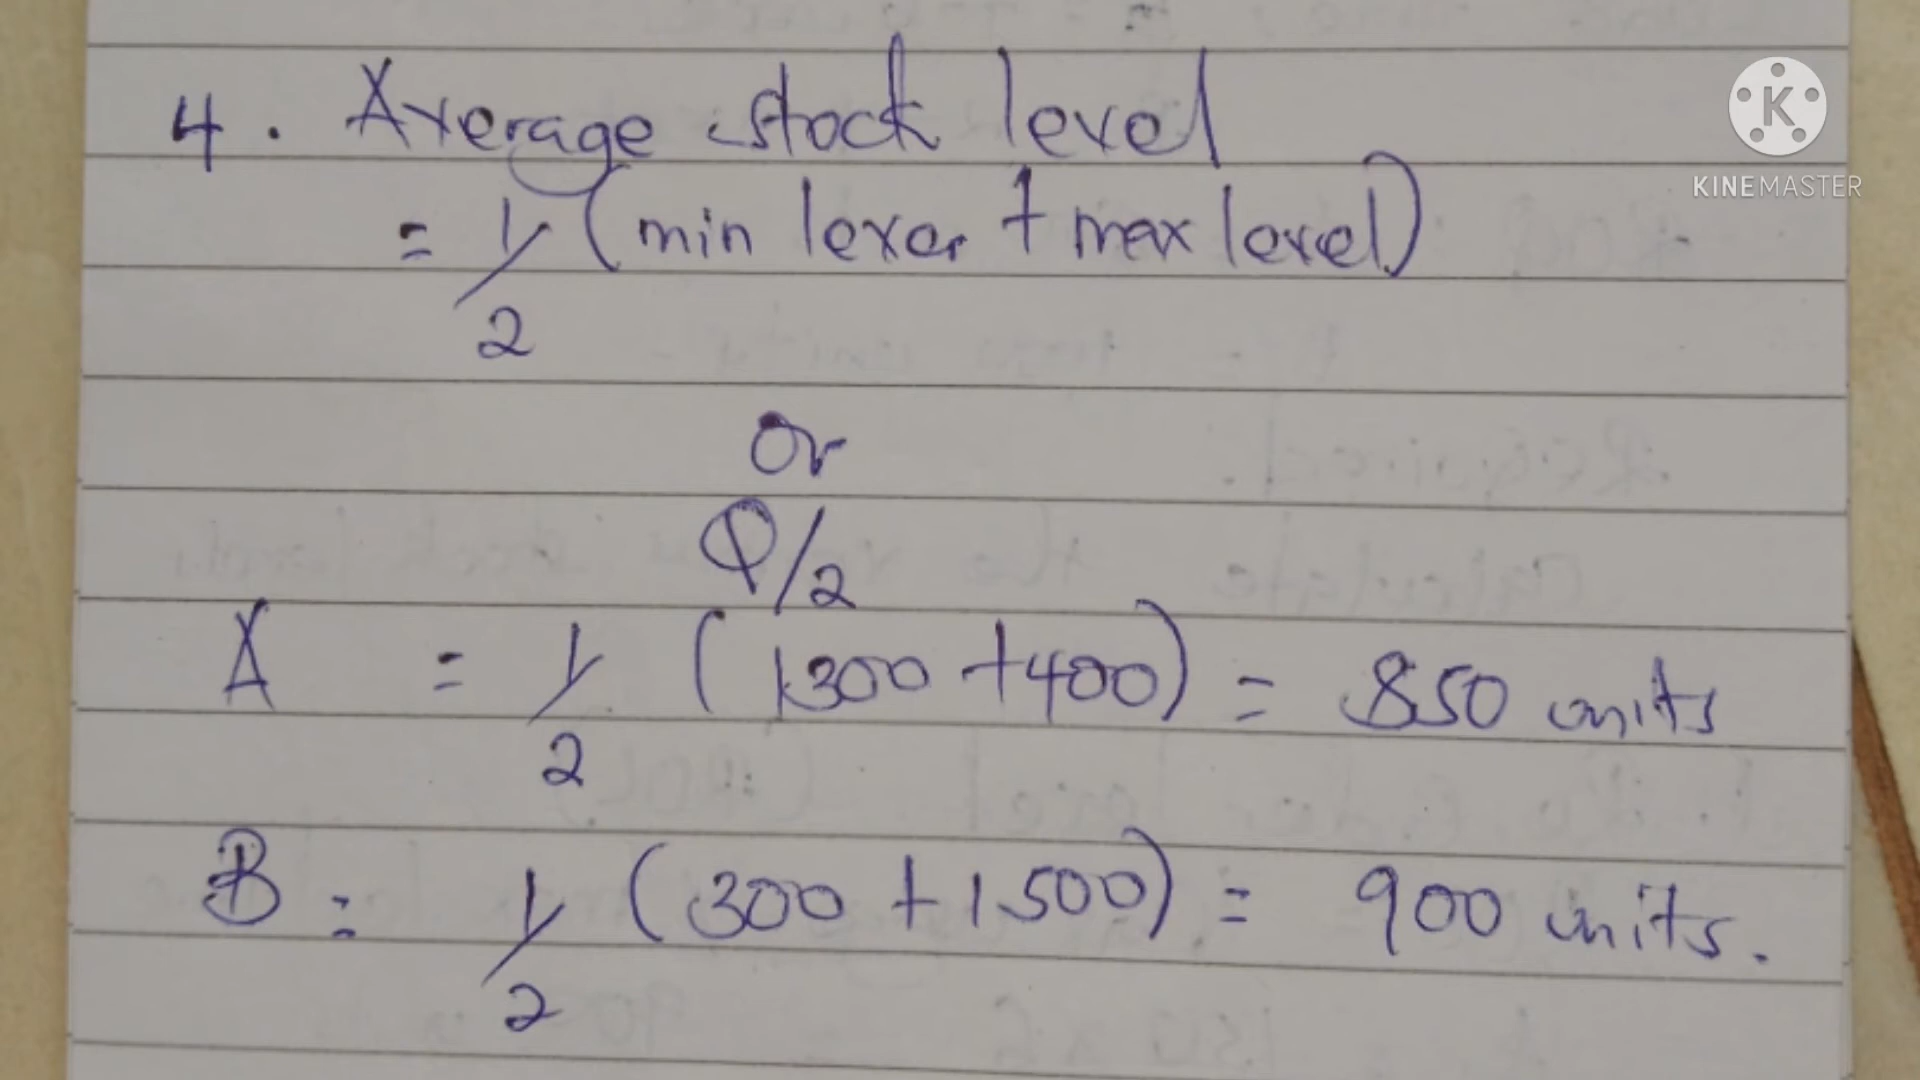 4. Average stock level
= 1/2 (min level + max level)
or
Q/2
A = 1/2 (1300 + 400) = 850 units
B = 1/2 (300 + 1500) = 900 units.
K
KINEMASTER